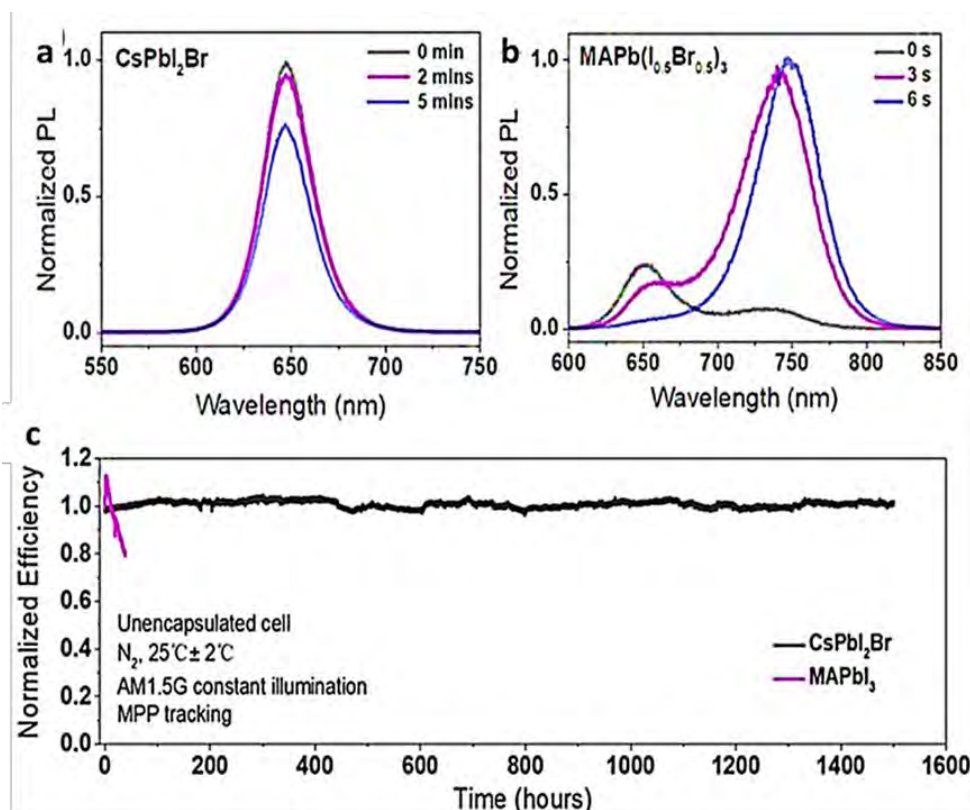 a
CsPbI₂Br
0 min
2 mins
5 mins
Normalized PL
1.0
0.5
0.0
550 600 650 700 750
Wavelength (nm)
b
MAPb(I₀.₅Br₀.₅)₃
0 s
3 s
6 s
Normalized PL
1.0
0.5
0.0
600 650 700 750 800 850
Wavelength (nm)
c
Normalized Efficiency
1.2
1.0
0.8
0.6
0.4
0.2
0.0
Unencapsulated cell
N₂, 25℃± 2℃
AM1.5G constant illumination
MPP tracking
CsPbI₂Br
MAPbI₃
0 200 400 600 800 1000 1200 1400 1600
Time (hours)